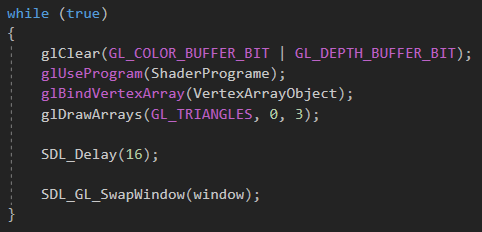 while (true)
{
glClear(GL_COLOR_BUFFER_BIT | GL_DEPTH_BUFFER_BIT);
glUseProgram(ShaderPrograme);
glBindVertexArray(VertexArrayObject);
glDrawArrays(GL_TRIANGLES, 0, 3);
SDL_Delay(16);
SDL_GL_SwapWindow(window);
}